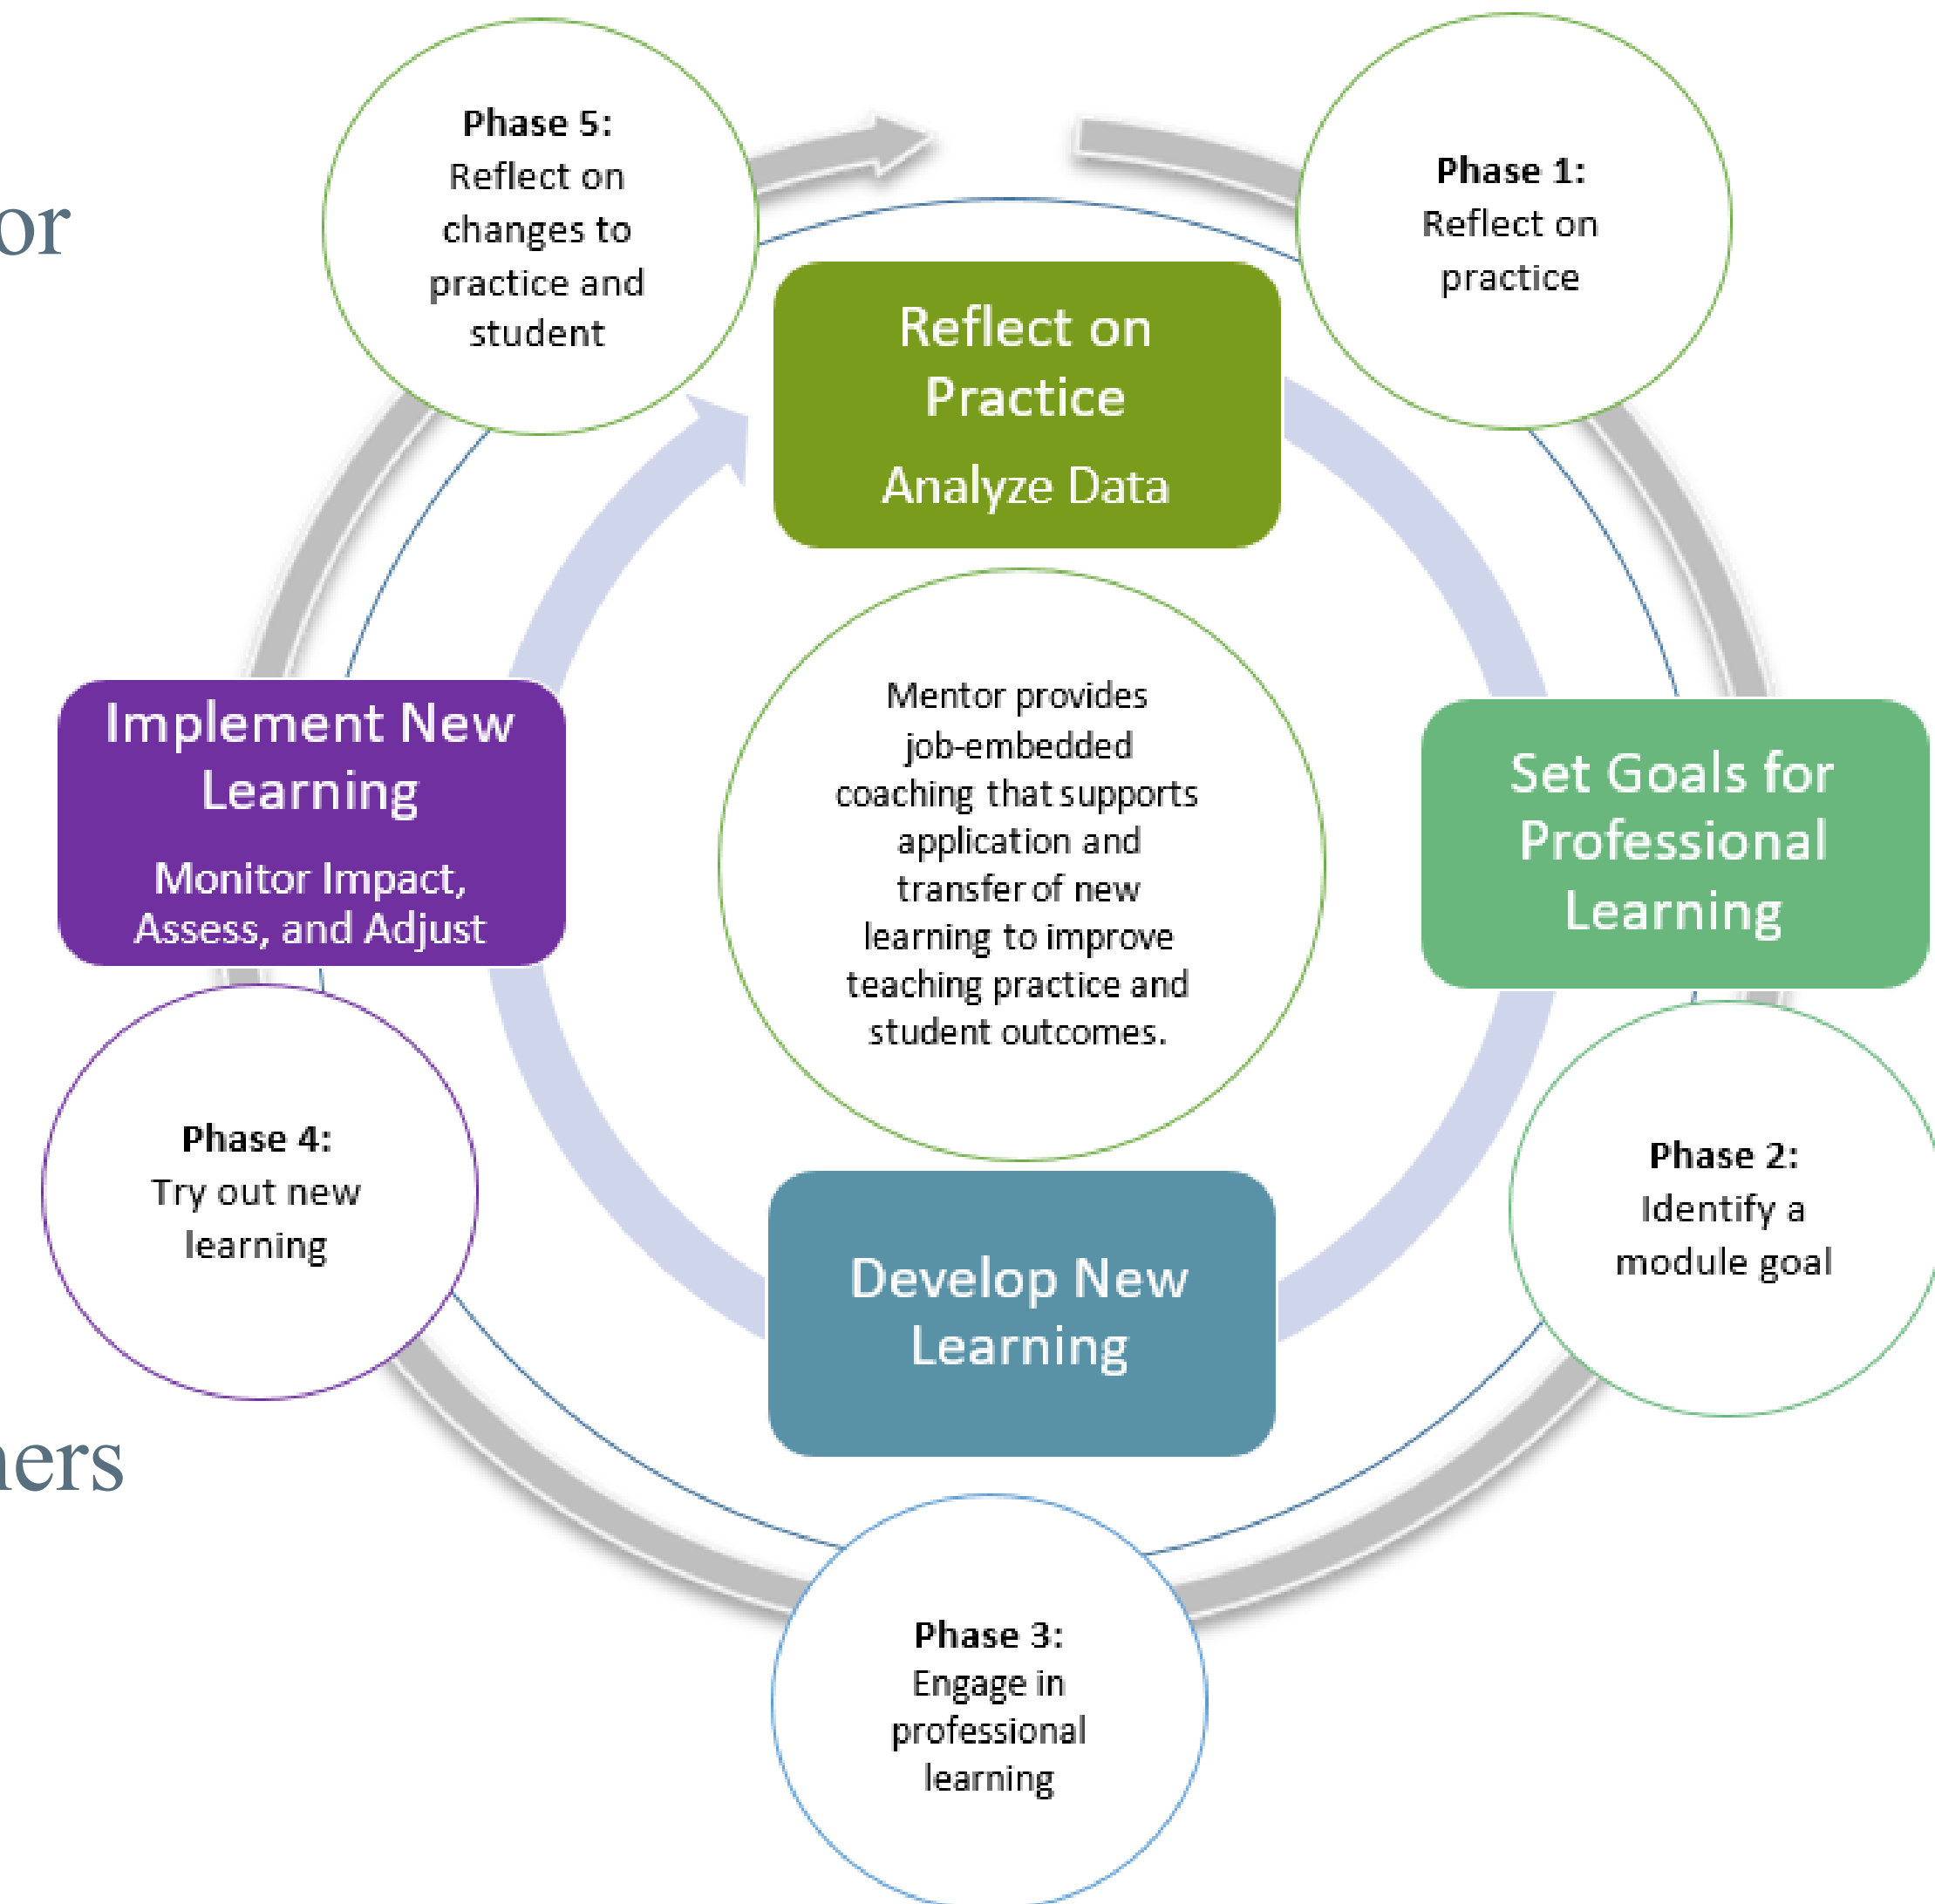 or
ners
Phase 5:
Reflect on
changes to
practice and
student
Phase 1:
Reflect on
practice
Reflect on
Practice
Analyze Data
Implement New
Learning
Monitor Impact,
Assess, and Adjust
Mentor provides
job-embedded
coaching that supports
application and
transfer of new
learning to improve
teaching practice and
student outcomes.
Set Goals for
Professional
Learning
Phase 4:
Try out new
learning
Develop New
Learning
Phase 2:
Identify a
module goal
Phase 3:
Engage in
professional
learning